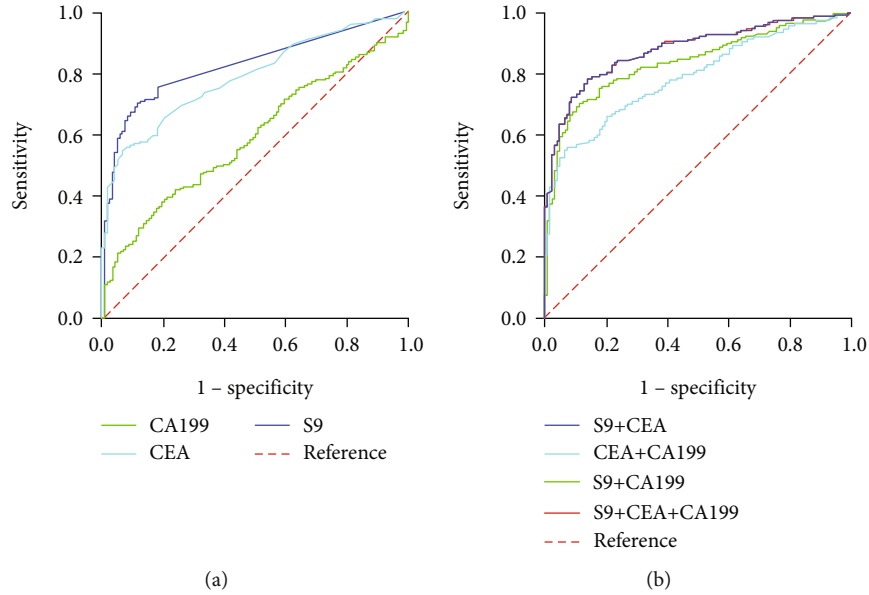 1.0
0.8
0.6
0.4
0.2
0.0
Sensitivity
0.0 0.2 0.4 0.6 0.8 1.0
1 – specificity
CA199
S9
CEA
Reference
(a)
1.0
0.8
0.6
0.4
0.2
0.0
Sensitivity
0.0 0.2 0.4 0.6 0.8 1.0
1 – specificity
S9+CEA
CEA+CA199
S9+CA199
S9+CEA+CA199
Reference
(b)